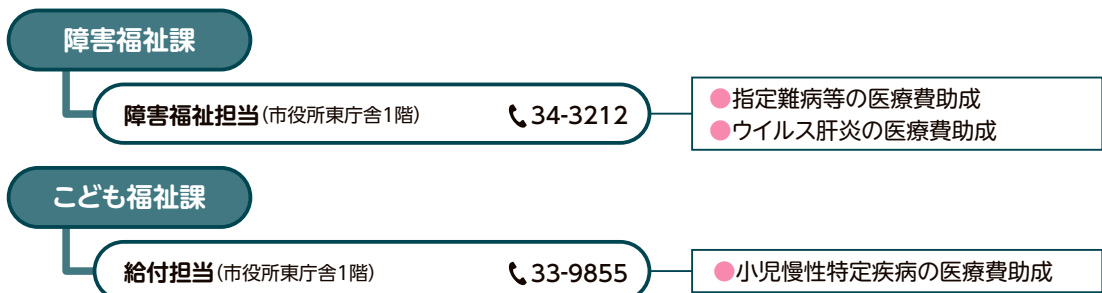 障害福祉課
障害福祉担当(市役所東庁舎1階) 34-3212
●指定難病等の医療費助成
●ウイルス肝炎の医療費助成
こども福祉課
給付担当(市役所東庁舎1階) 33-9855
●小児慢性特定疾病の医療費助成